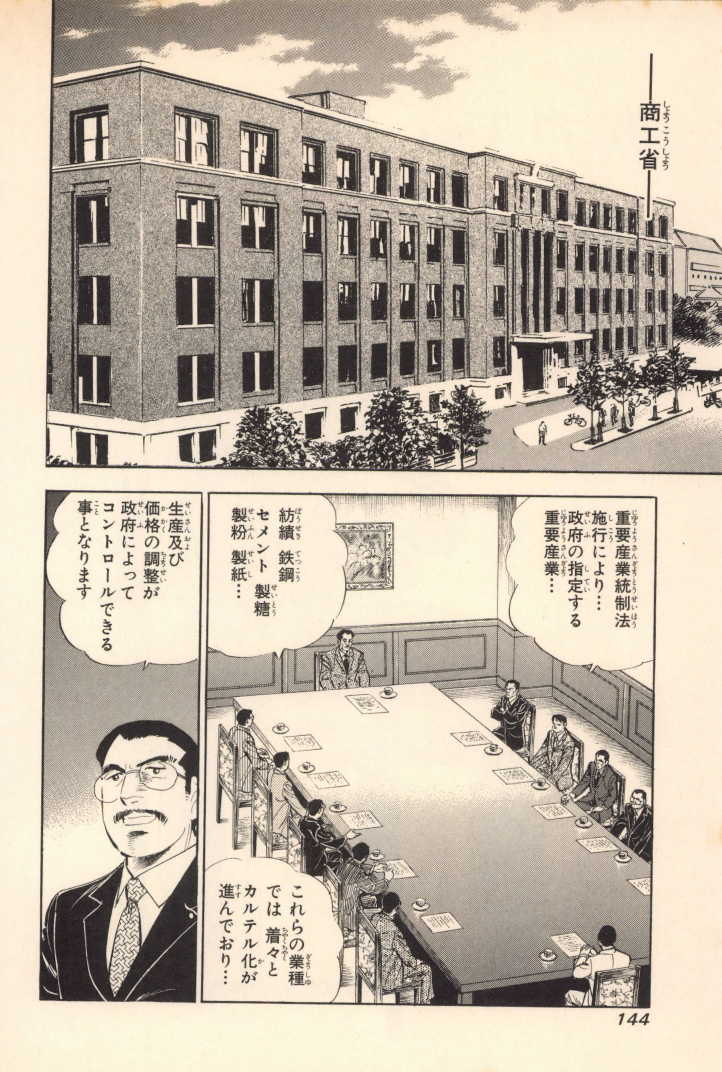 商工省
重要産業統制法
施行により…
政府の指定する
重要産業…
紡績 鉄鋼
セメント 製糖
製粉 製紙…
これらの業種
では 着々と
カルテル化が
進んでおり…
生産及び
価格の調整が
政府によって
コントロールできる
事となります
144